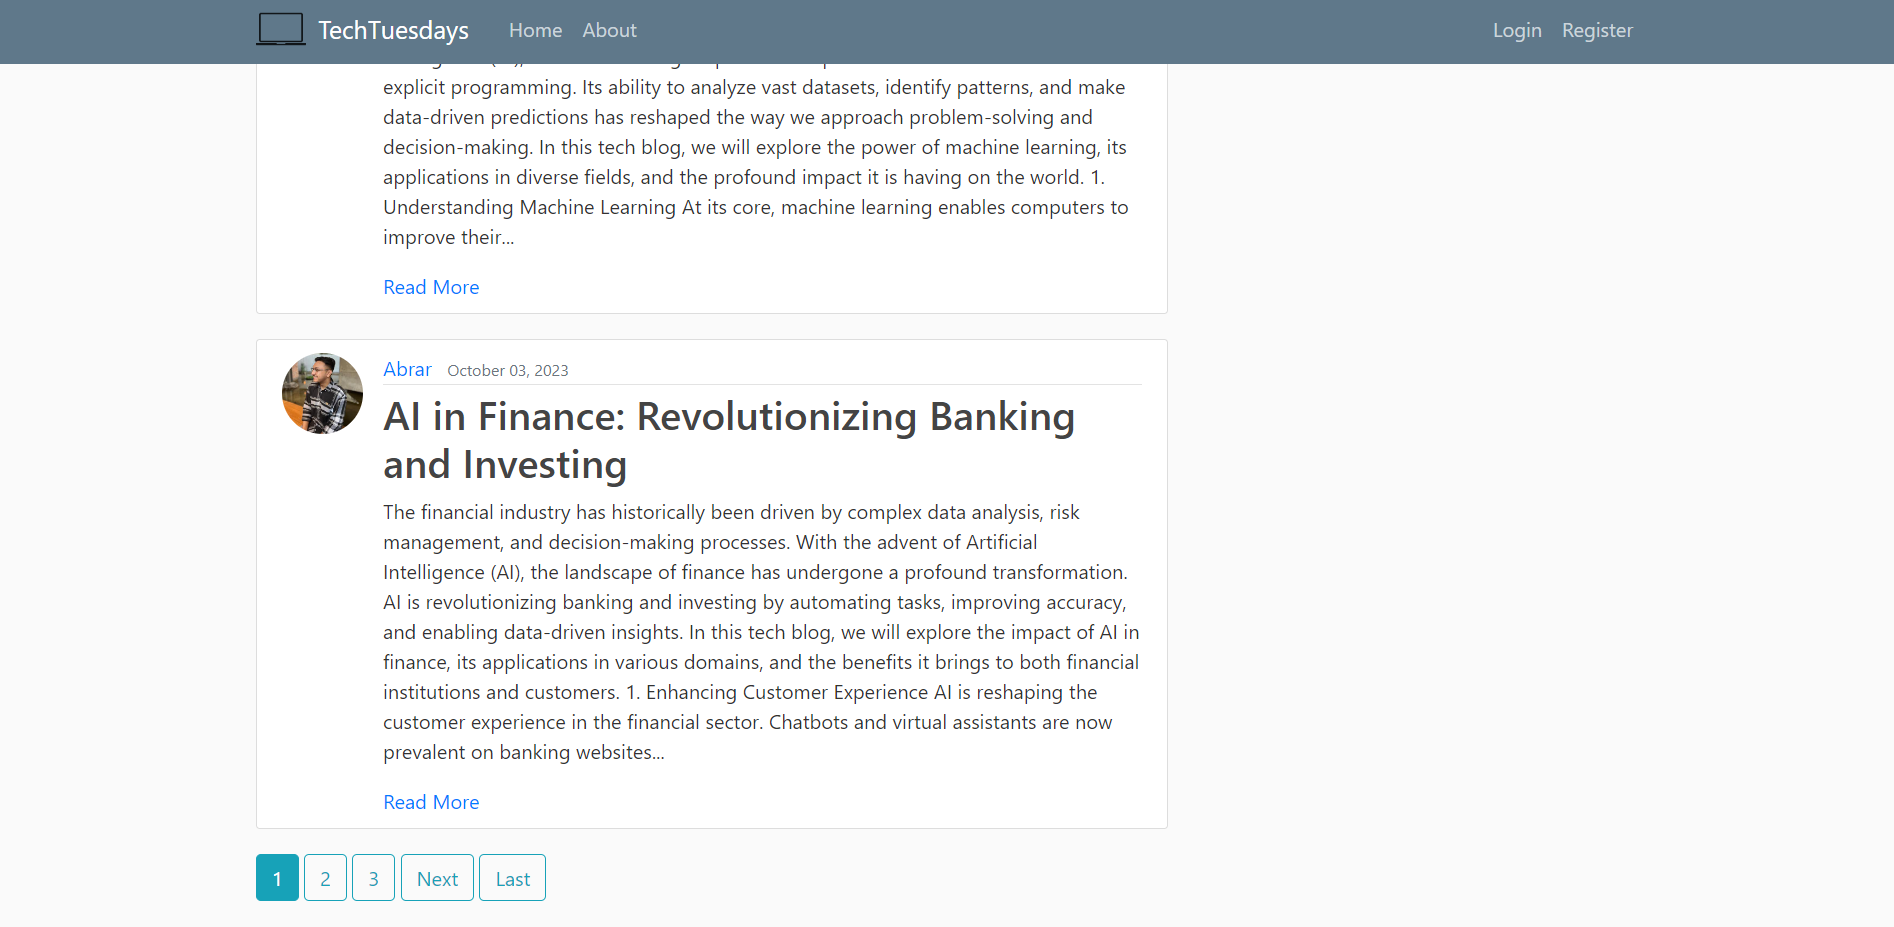 TechTuesdays Home About Login Register
explicit programming. Its ability to analyze vast datasets, identify patterns, and make
data-driven predictions has reshaped the way we approach problem-solving and
decision-making. In this tech blog, we will explore the power of machine learning, its
applications in diverse fields, and the profound impact it is having on the world. 1.
Understanding Machine Learning At its core, machine learning enables computers to
improve their...
Read More
Abrar October 03, 2023
AI in Finance: Revolutionizing Banking
and Investing
The financial industry has historically been driven by complex data analysis, risk
management, and decision-making processes. With the advent of Artificial
Intelligence (AI), the landscape of finance has undergone a profound transformation.
AI is revolutionizing banking and investing by automating tasks, improving accuracy,
and enabling data-driven insights. In this tech blog, we will explore the impact of AI in
finance, its applications in various domains, and the benefits it brings to both financial
institutions and customers. 1. Enhancing Customer Experience AI is reshaping the
customer experience in the financial sector. Chatbots and virtual assistants are now
prevalent on banking websites...
Read More
1 2 3 Next Last